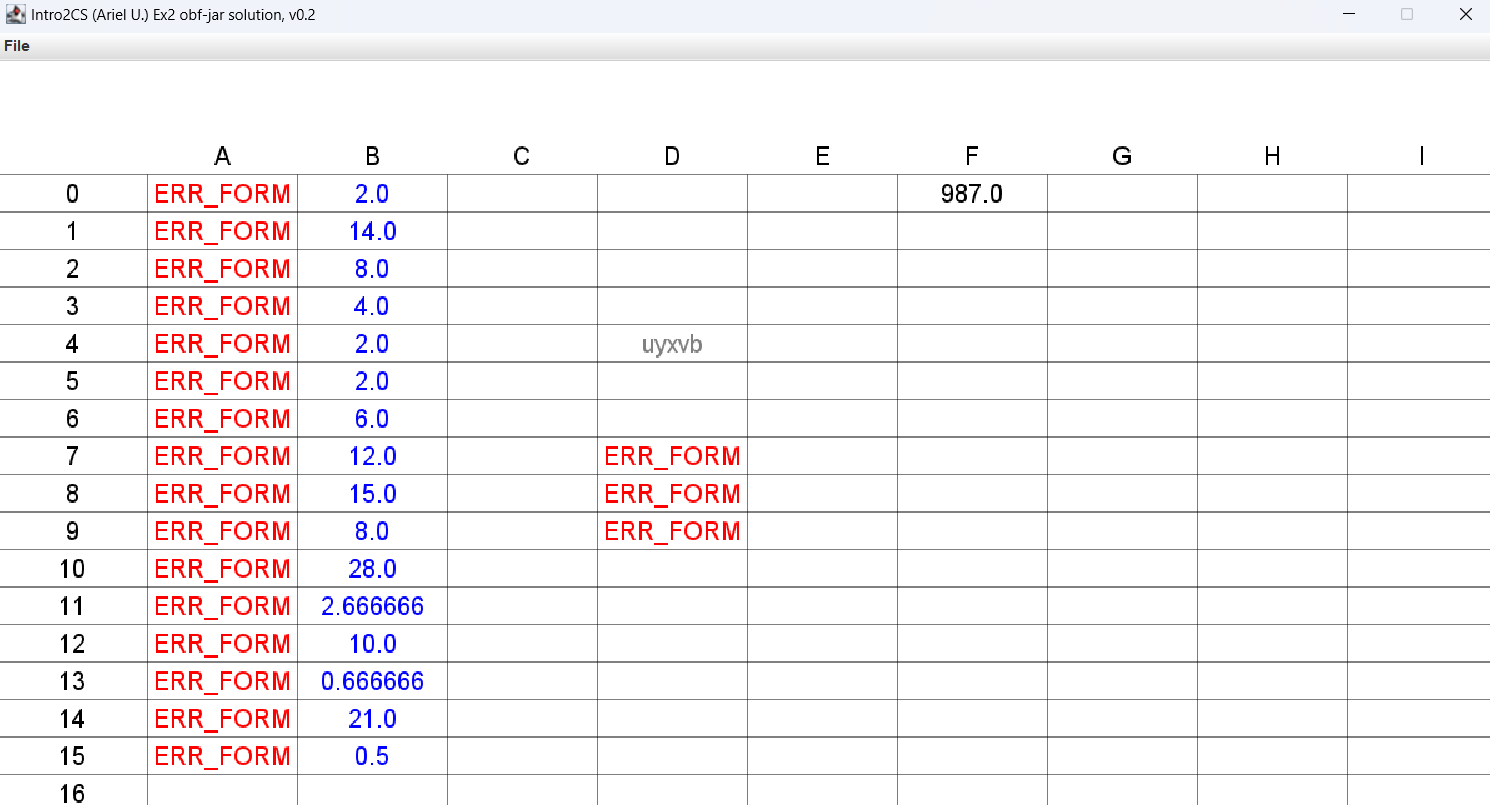 Intro2CS (Ariel U.) Ex2 obf-jar solution, v0.2
File
A B C D E F G H I
0 ERR_FORM 2.0 987.0
1 ERR_FORM 14.0
2 ERR_FORM 8.0
3 ERR_FORM 4.0
4 ERR_FORM 2.0 uyxvb
5 ERR_FORM 2.0
6 ERR_FORM 6.0
7 ERR_FORM 12.0 ERR_FORM
8 ERR_FORM 15.0 ERR_FORM
9 ERR_FORM 8.0 ERR_FORM
10 ERR_FORM 28.0
11 ERR_FORM 2.666666
12 ERR_FORM 10.0
13 ERR_FORM 0.666666
14 ERR_FORM 21.0
15 ERR_FORM 0.5
16